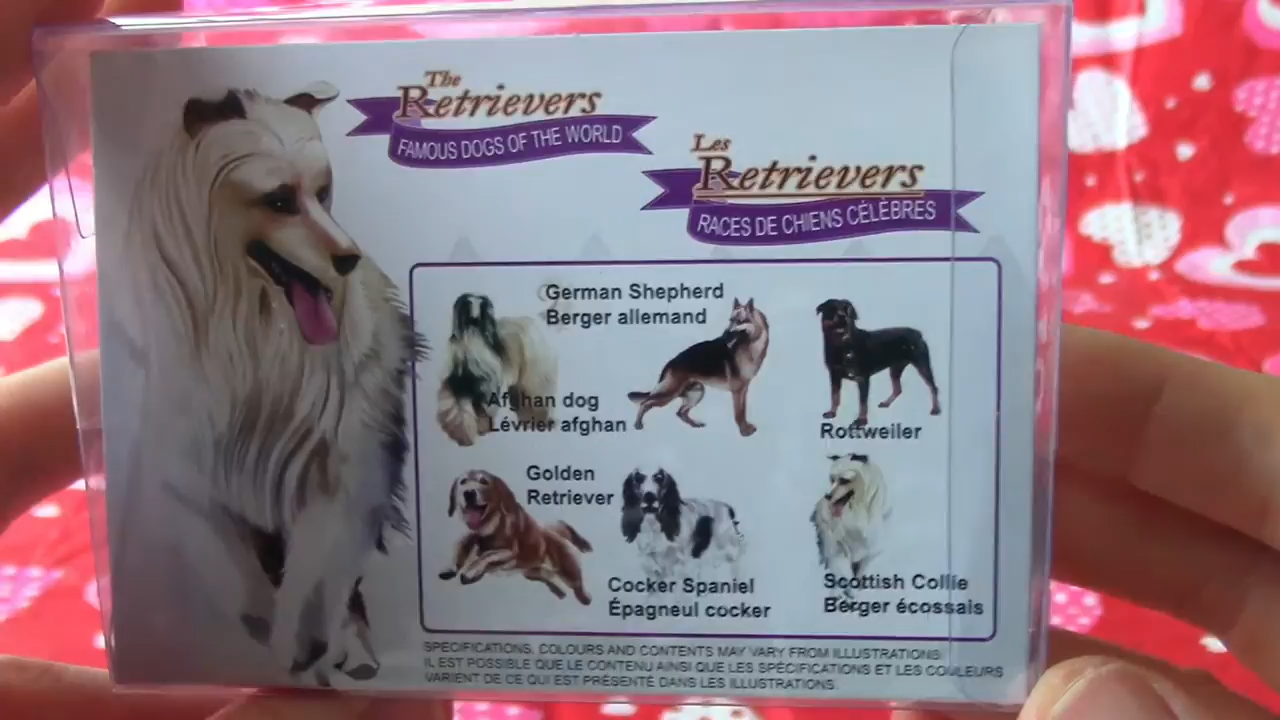 The
Retrievers
FAMOUS DOGS OF THE WORLD
Les
Retrievers
RACES DE CHIENS CÉLÈBRES
German Shepherd
Berger allemand
Afghan dog
Lévrier afghan
Rottweiler
Golden
Retriever
Cocker Spaniel
Épagneul cocker
Scottish Collie
Berger écossais
SPECIFICATIONS, COLOURS AND CONTENTS MAY VARY FROM ILLUSTRATIONS.
IL EST POSSIBLE QUE LE CONTENU AINSI QUE LES SPÉCIFICATIONS ET LES COULEURS
VARIENT DE CE QUI EST PRÉSENTÉ DANS LES ILLUSTRATIONS.